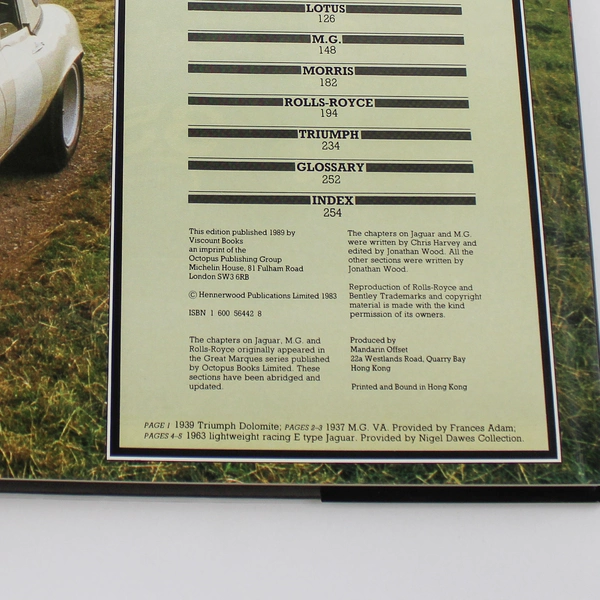 LOTUS
126
M.G.
148
MORRIS
182
ROLLS-ROYCE
194
TRIUMPH
234
GLOSSARY
252
INDEX
254
This edition published 1989 by
Viscount Books
an imprint of the
Octopus Publishing Group
Michelin House, 81 Fulham Road
London SW3 6RB
© Hennerwood Publications Limited 1983
ISBN 1 600 56442 8
The chapters on Jaguar, M.G. and
Rolls-Royce originally appeared in
the Great Marques series published
by Octopus Books Limited. These
sections have been abridged and
updated.
The chapters on Jaguar and M.G.
were written by Chris Harvey and
edited by Jonathan Wood. All the
other sections were written by
Jonathan Wood.
Reproduction of Rolls-Royce and
Bentley Trademarks and copyright
material is made with the kind
permission of its owners.
Produced by
Mandarin Offset
22a Westlands Road, Quarry Bay
Hong Kong
Printed and Bound in Hong Kong
PAGE 1 1939 Triumph Dolomite; PAGES 2-3 1937 M.G. VA. Provided by Frances Adam;
PAGES 4-5 1963 lightweight racing E type Jaguar. Provided by Nigel Dawes Collection.